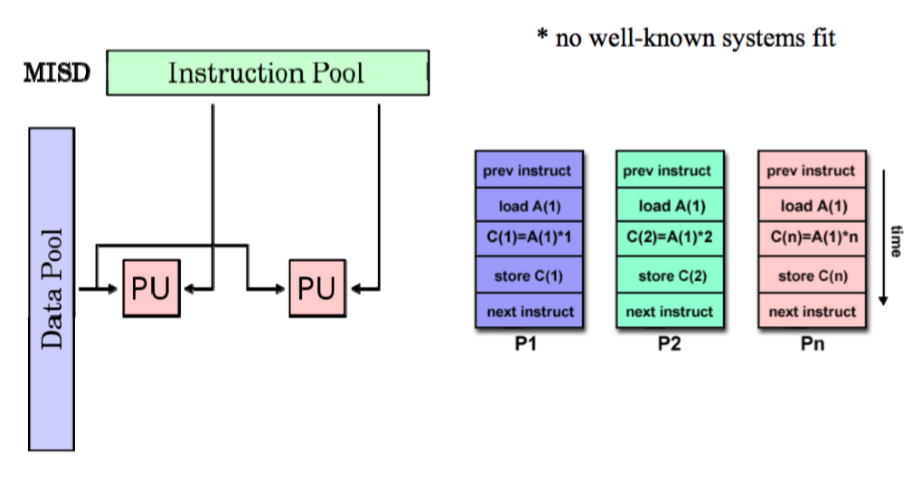 * no well-known systems fit
MISD
Instruction Pool
Data Pool
PU
PU
prev instruct
load A(1)
C(1)=A(1)*1
store C(1)
next instruct
P1
prev instruct
load A(1)
C(2)=A(1)*2
store C(2)
next instruct
P2
prev instruct
load A(1)
C(n)=A(1)*n
store C(n)
next instruct
Pn
time